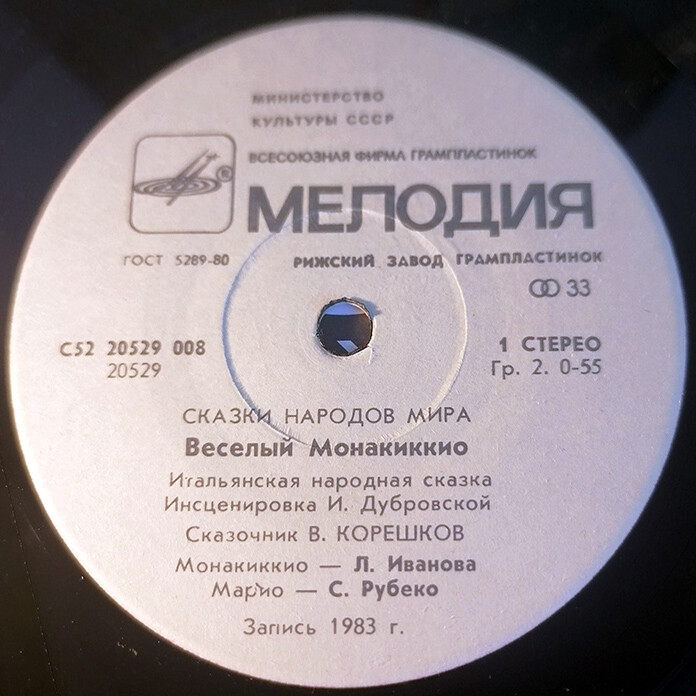 МИНИСТЕРСТВО
КУЛЬТУРЫ СССР
ВСЕСОЮЗНАЯ ФИРМА ГРАМПЛАСТИНОК
®
МЕЛОДИЯ
ГОСТ 5289-80 РИЖСКИЙ ЗАВОД ГРАМПЛАСТИНОК
33
С52 20529 008 1 СТЕРЕО
20529 Гр. 2. 0-55
СКАЗКИ НАРОДОВ МИРА
Веселый Монакиккио
Итальянская народная сказка
Инсценировка И. Дубровской
Сказочник В. КОРЕШКОВ
Монакиккио — Л. Иванова
Марио — С. Рубеко
Запись 1983 г.